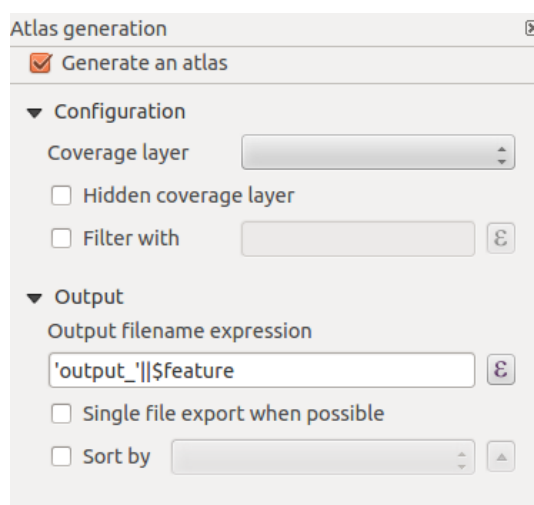 Atlas generation
Generate an atlas
Configuration
Coverage layer
Hidden coverage layer
Filter with
ε
Output
Output filename expression
'output_'||$feature
ε
Single file export when possible
Sort by